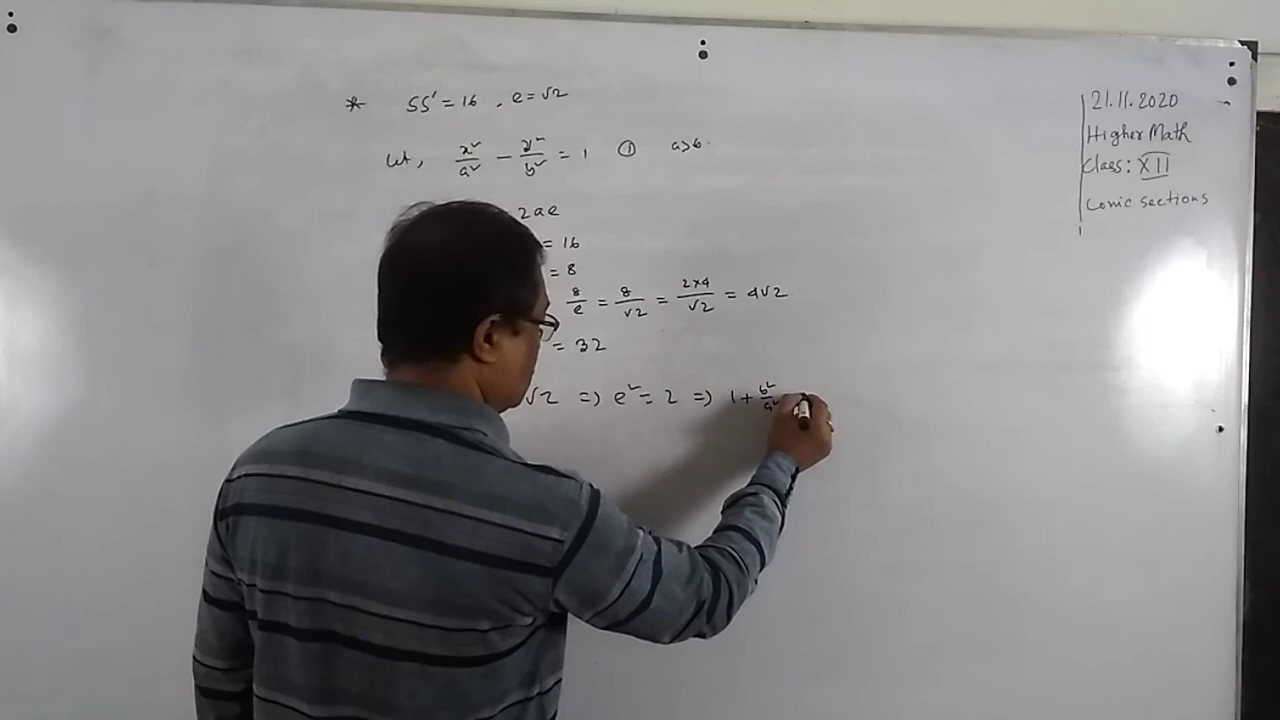 * SS' = 16 , e = √2
Let, x²/a² - y²/b² = 1 ① a>b.
2ae
= 16
= 8
8/e = 8/√2 = 2×4/√2 = 4√2
= 32
√2 ⇒ e² = 2 ⇒ 1 + b²/a²
21.11.2020
Higher Math
Class: XII
Conic sections